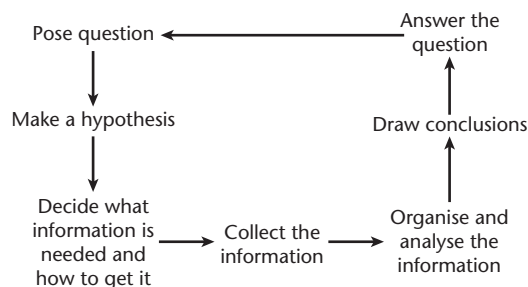 Pose question
Make a hypothesis
Decide what
information is
needed and
how to get it
Collect the
information
Organise and
analyse the
information
Draw conclusions
Answer the
question